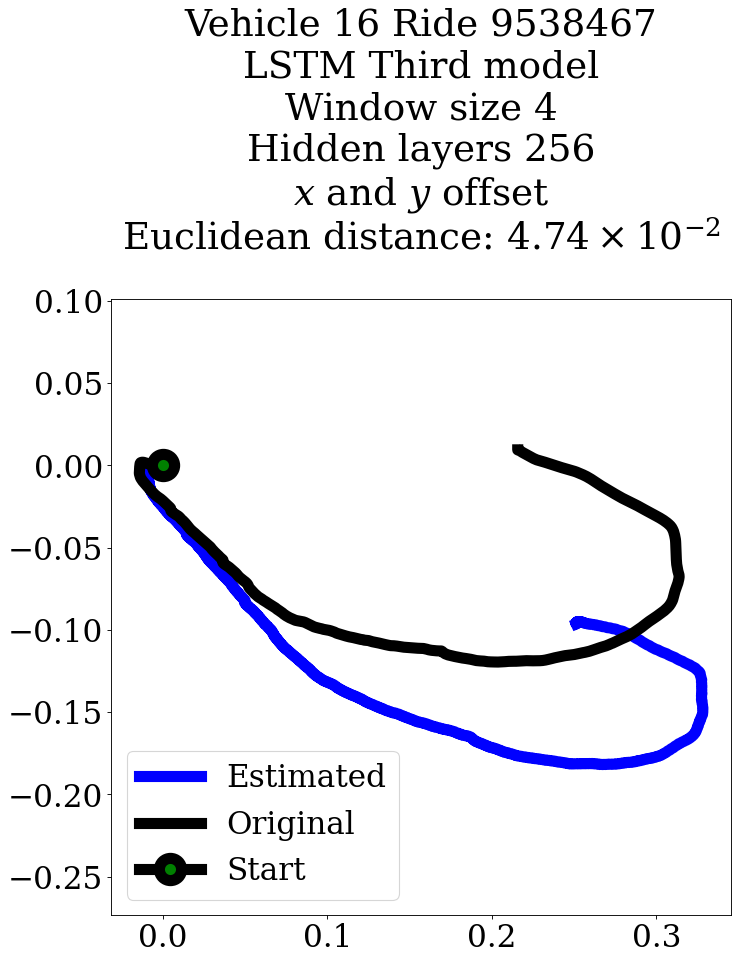 Vehicle 16 Ride 9538467
LSTM Third model
Window size 4
Hidden layers 256
x and y offset
Euclidean distance: 4.74 × 10⁻²
0.10
0.05
0.00
−0.05
−0.10
−0.15
−0.20
−0.25
Estimated
Original
Start
0.0 0.1 0.2 0.3